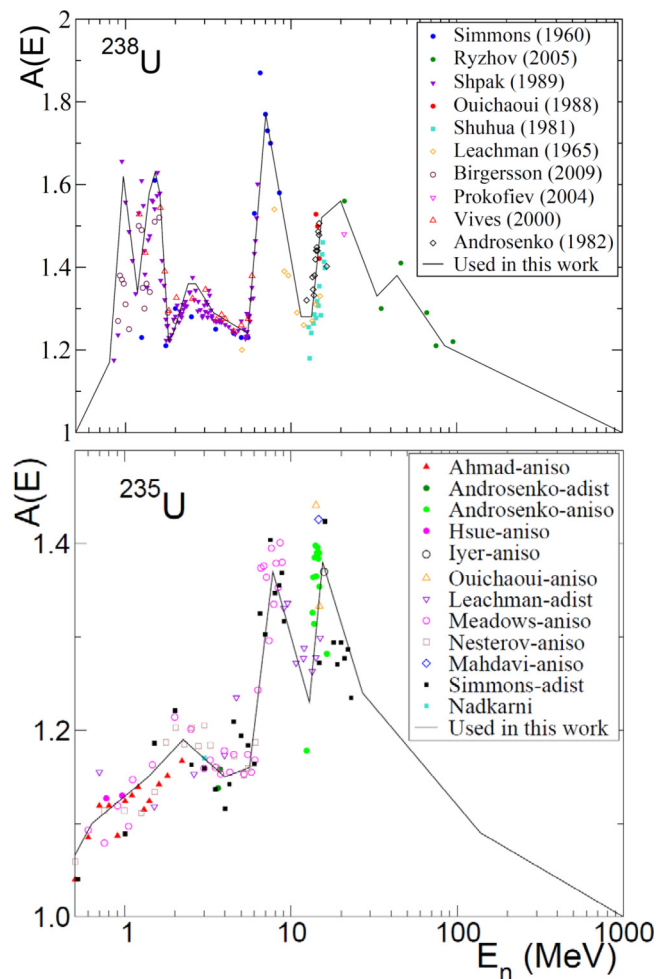 A(E)
2
1.8
1.6
1.4
1.2
1
238U
Simmons (1960)
Ryzhov (2005)
Shpak (1989)
Ouichaoui (1988)
Shuhua (1981)
Leachman (1965)
Birgersson (2009)
Prokofiev (2004)
Vives (2000)
Androsenko (1982)
Used in this work
A(E)
1.4
1.2
1.0
235U
Ahmad-aniso
Androsenko-adist
Androsenko-aniso
Hsue-aniso
Iyer-aniso
Ouichaoui-aniso
Leachman-adist
Meadows-aniso
Nesterov-aniso
Mahdavi-aniso
Simmons-adist
Nadkarni
Used in this work
1 10 100 1000
En (MeV)